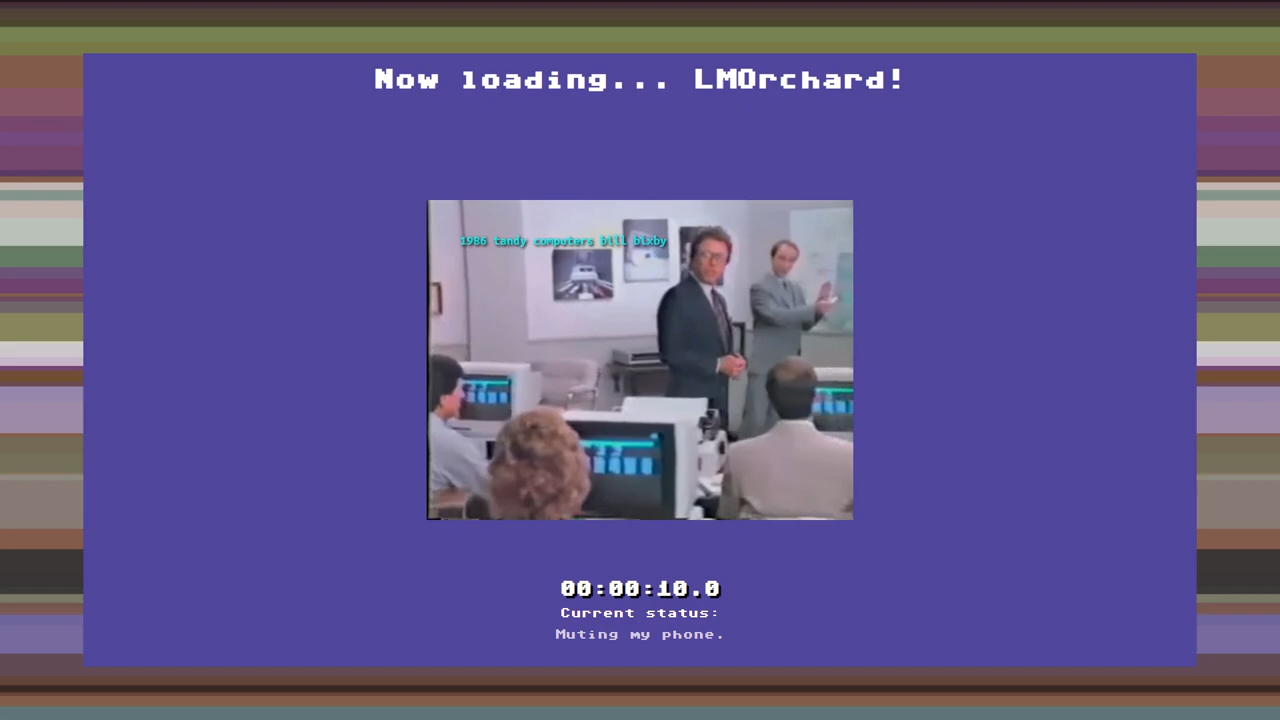 Now loading... LMOrchard!
1986 tandy computers bill bixby
00:00:10.0
Current status:
Muting my phone.